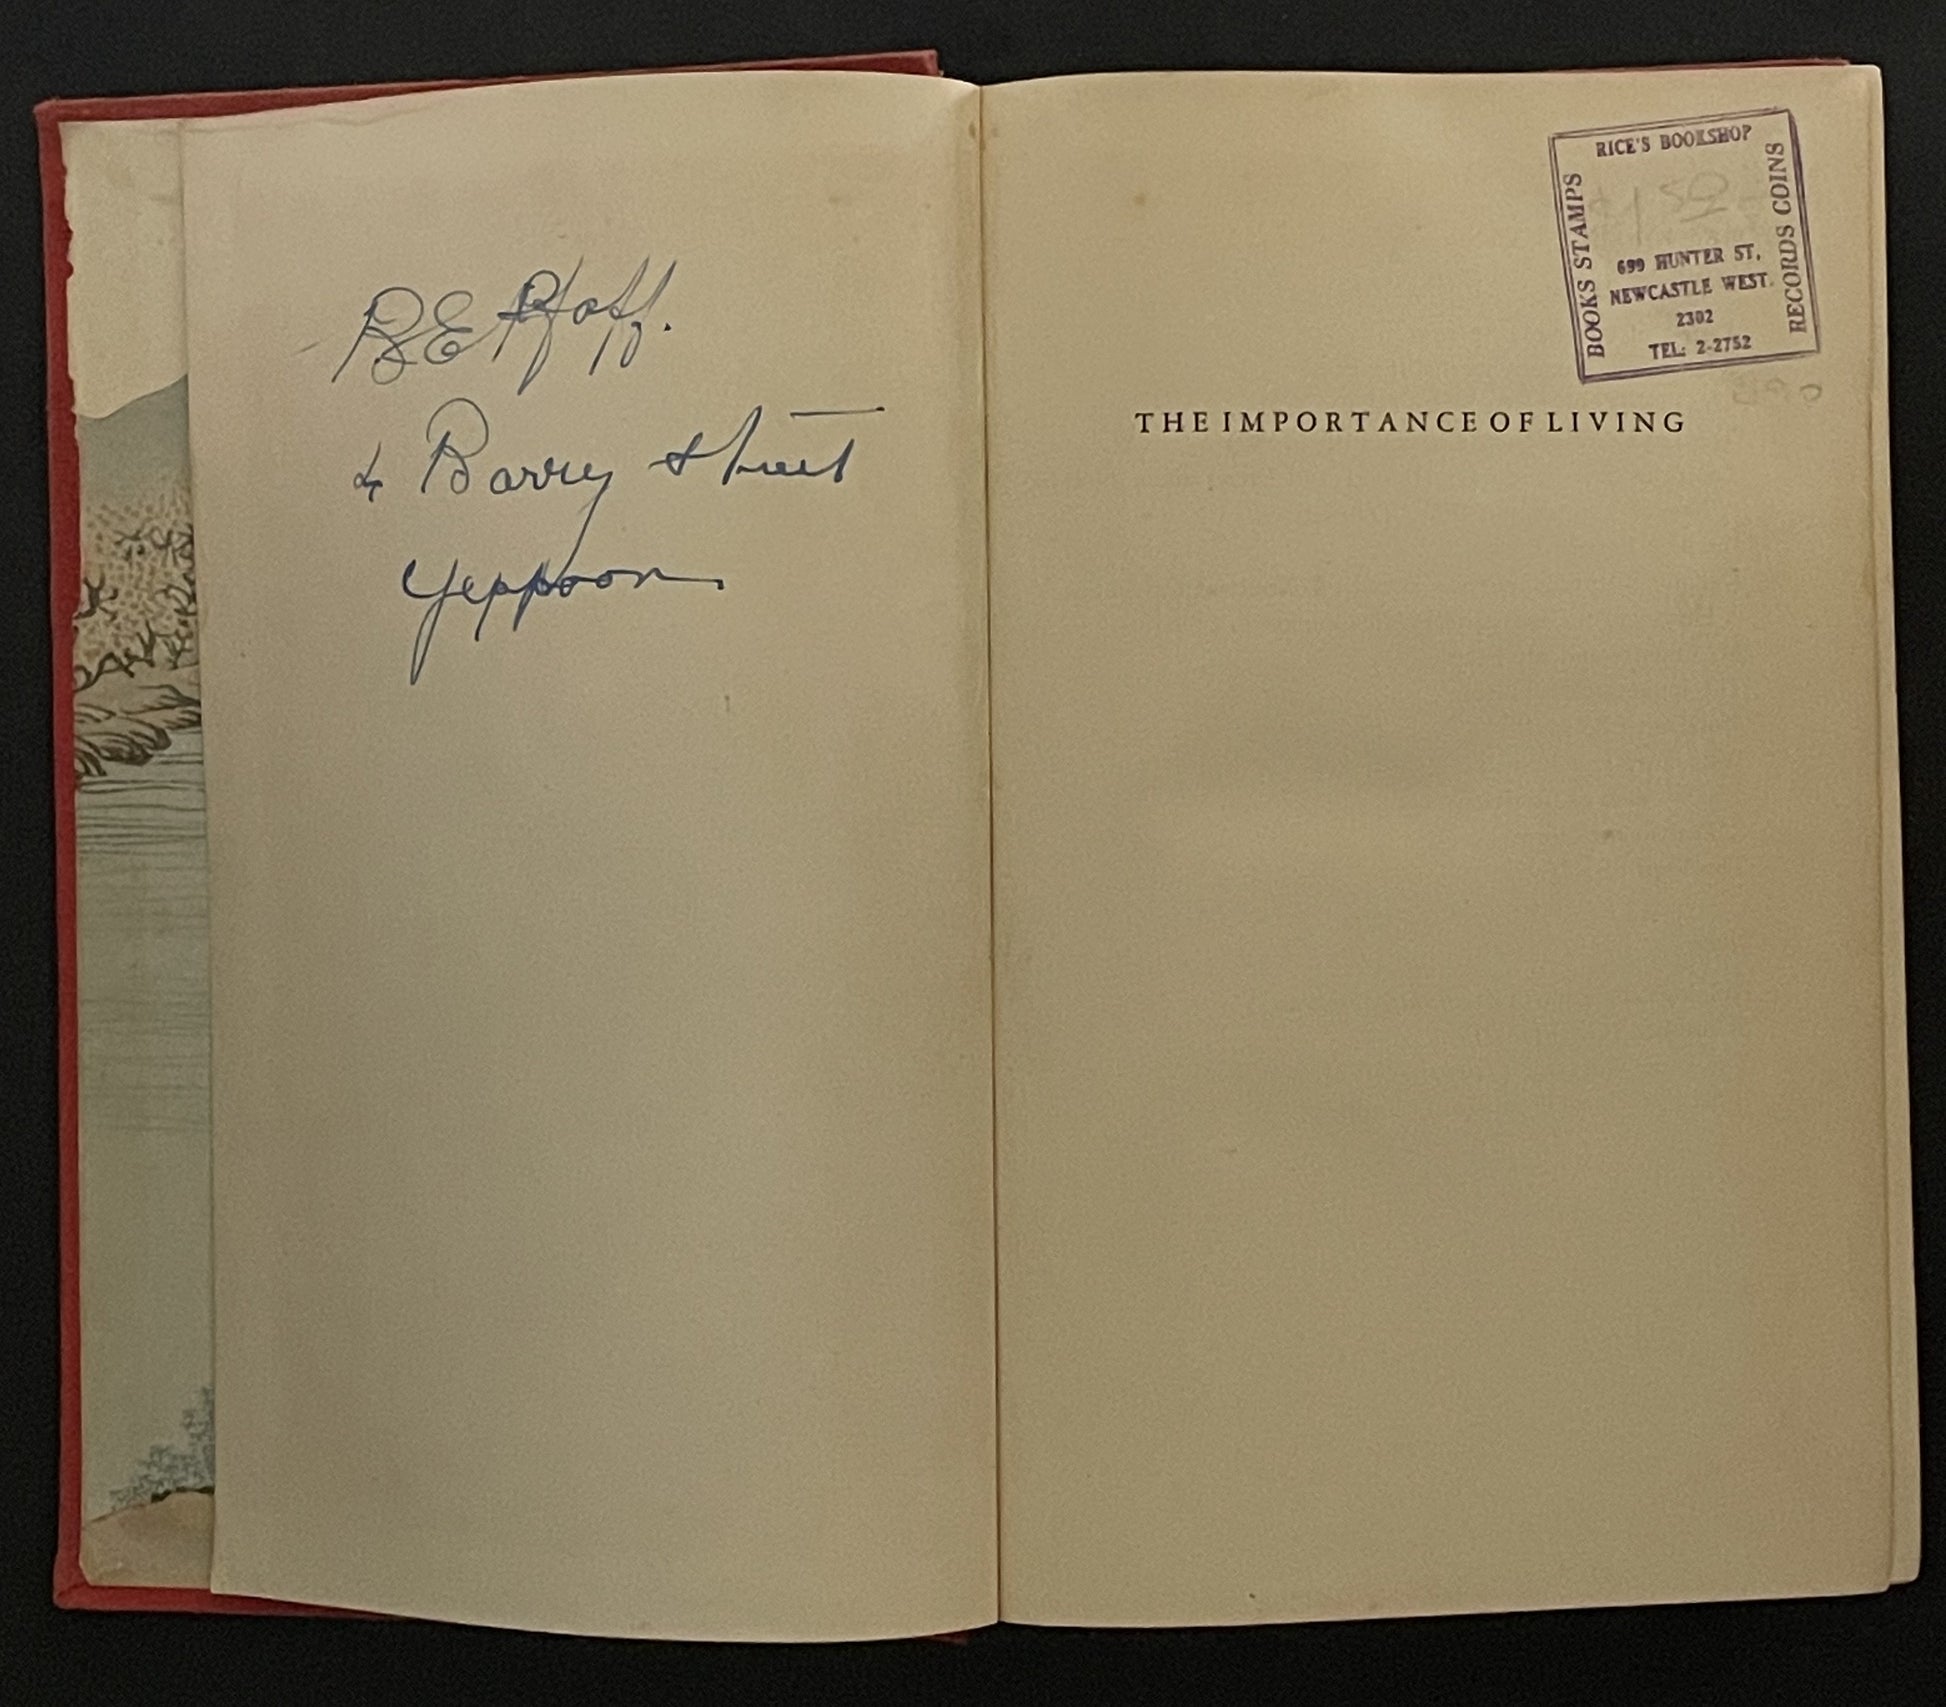 B E Pfaff.
4 Barry Street
Yeppoon
RICE'S BOOKSHOP
BOOKS STAMPS
RECORDS COINS
699 HUNTER ST,
NEWCASTLE WEST.
2302
TEL: 2-2752
THE IMPORTANCE OF LIVING